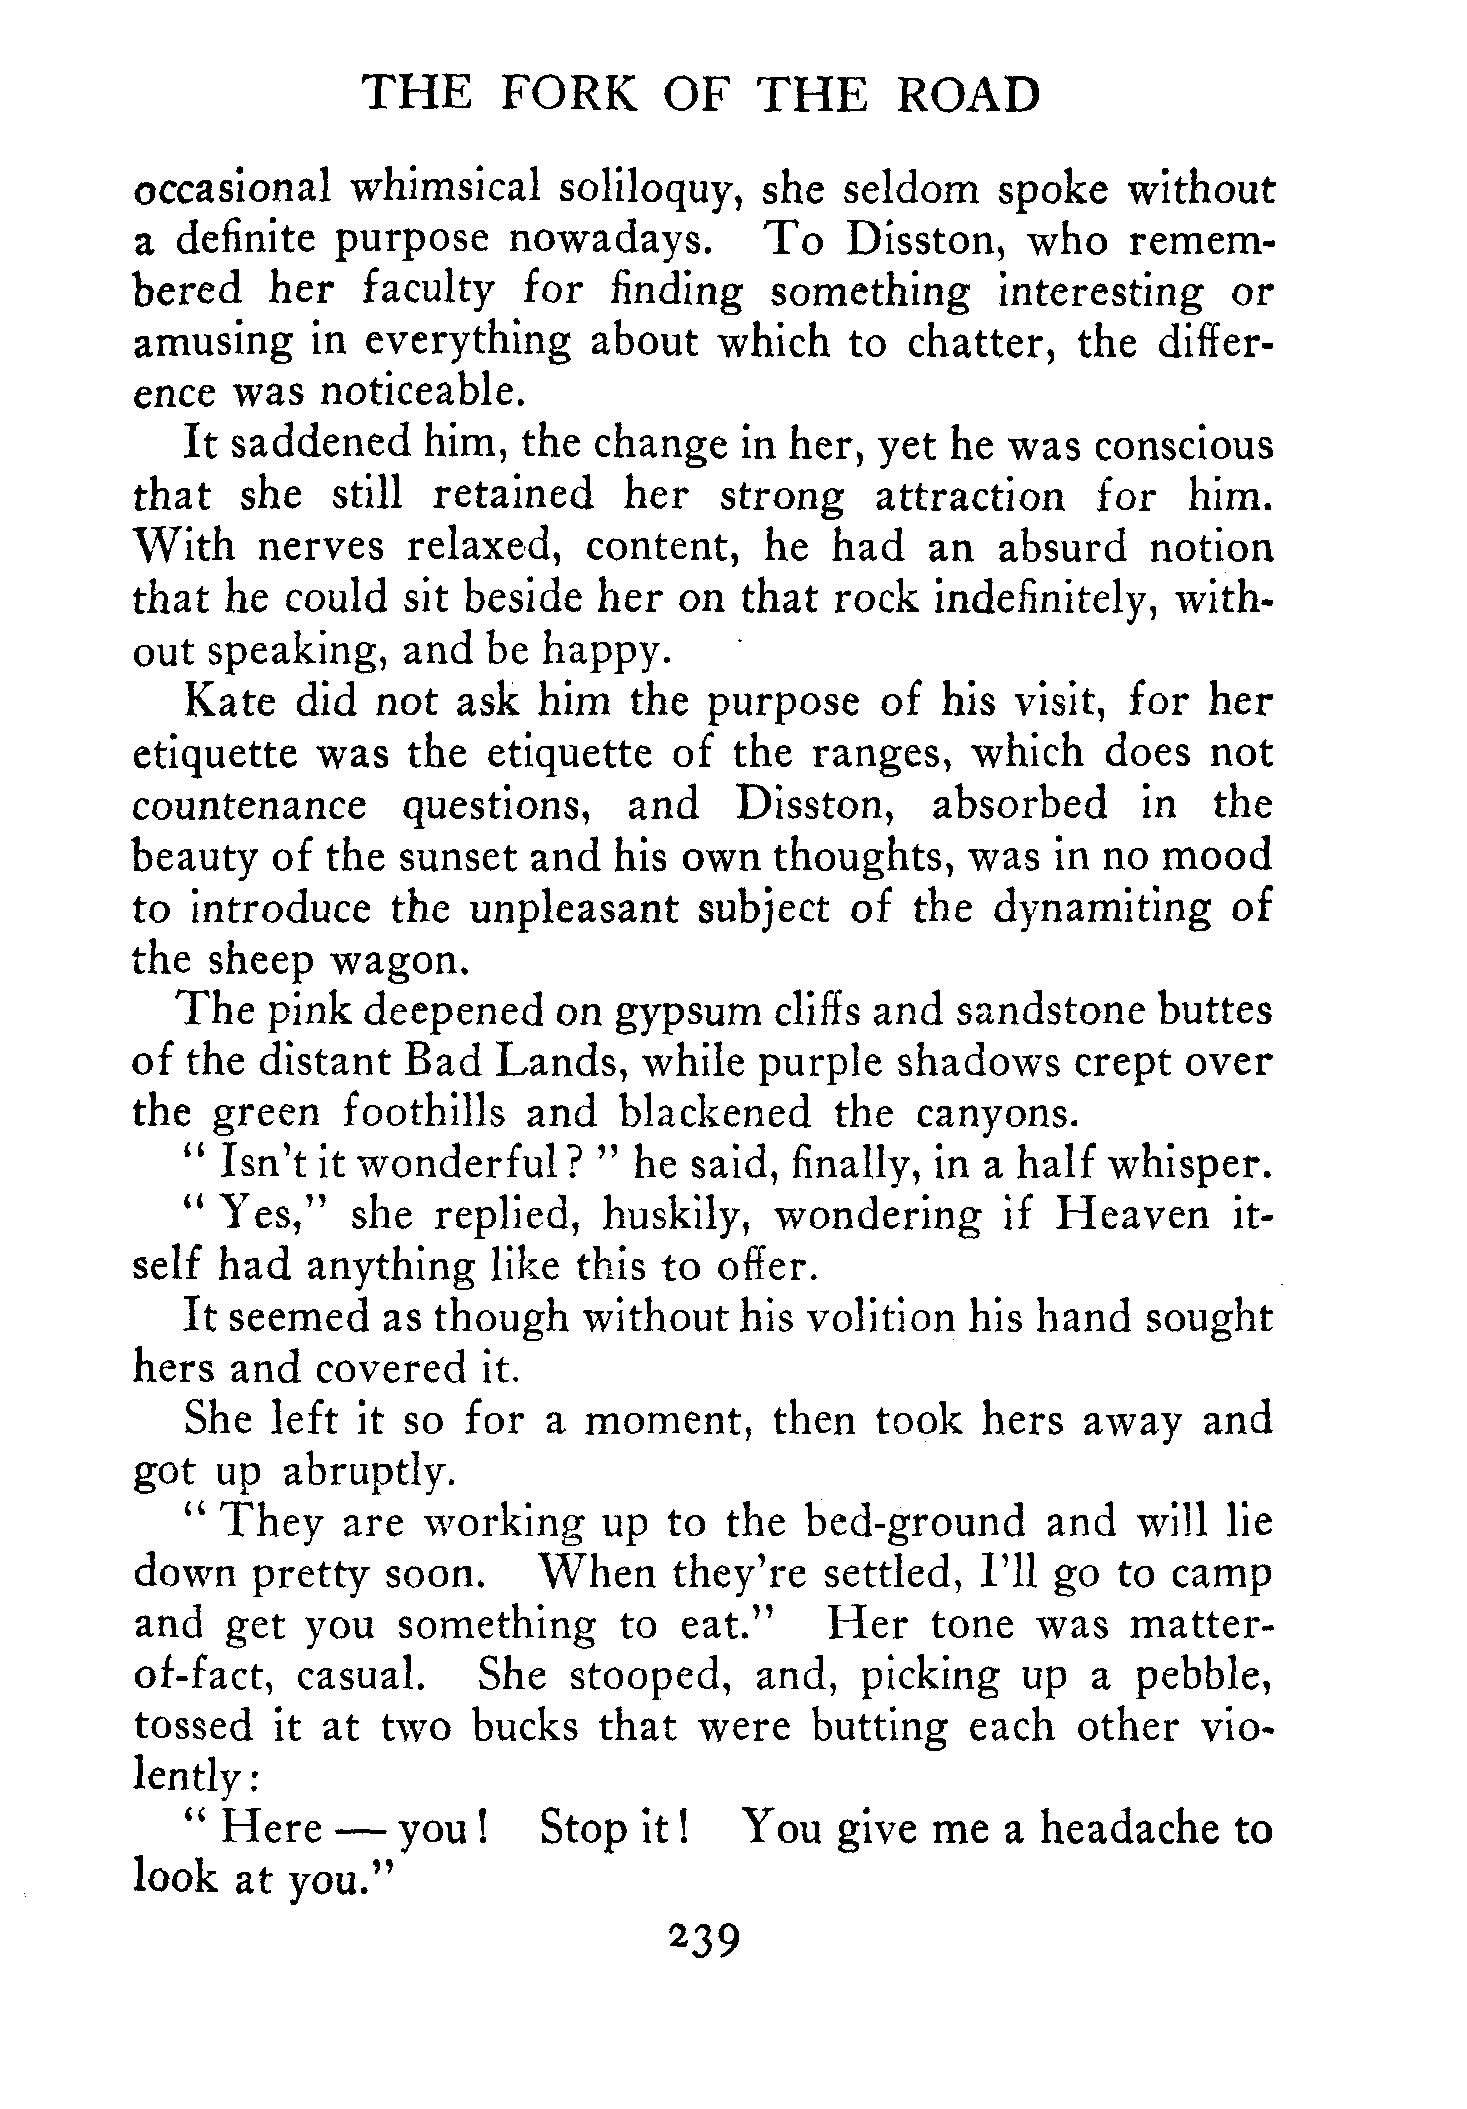 THE FORK OF THE ROAD
occasional whimsical soliloquy, she seldom spoke without
a definite purpose nowadays. To Disston, who remem-
bered her faculty for finding something interesting or
amusing in everything about which to chatter, the differ-
ence was noticeable.
It saddened him, the change in her, yet he was conscious
that she still retained her strong attraction for him.
With nerves relaxed, content, he had an absurd notion
that he could sit beside her on that rock indefinitely, with-
out speaking, and be happy.
Kate did not ask him the purpose of his visit, for her
etiquette was the etiquette of the ranges, which does not
countenance questions, and Disston, absorbed in the
beauty of the sunset and his own thoughts, was in no mood
to introduce the unpleasant subject of the dynamiting of
the sheep wagon.
The pink deepened on gypsum cliffs and sandstone buttes
of the distant Bad Lands, while purple shadows crept over
the green foothills and blackened the canyons.
" Isn't it wonderful? " he said, finally, in a half whisper.
" Yes," she replied, huskily, wondering if Heaven it-
self had anything like this to offer.
It seemed as though without his volition his hand sought
hers and covered it.
She left it so for a moment, then took hers away and
got up abruptly.
" They are working up to the bed-ground and will lie
down pretty soon. When they're settled, I'll go to camp
and get you something to eat." Her tone was matter-
of-fact, casual. She stooped, and, picking up a pebble,
tossed it at two bucks that were butting each other vio-
lently:
" Here — you! Stop it! You give me a headache to
look at you."
239